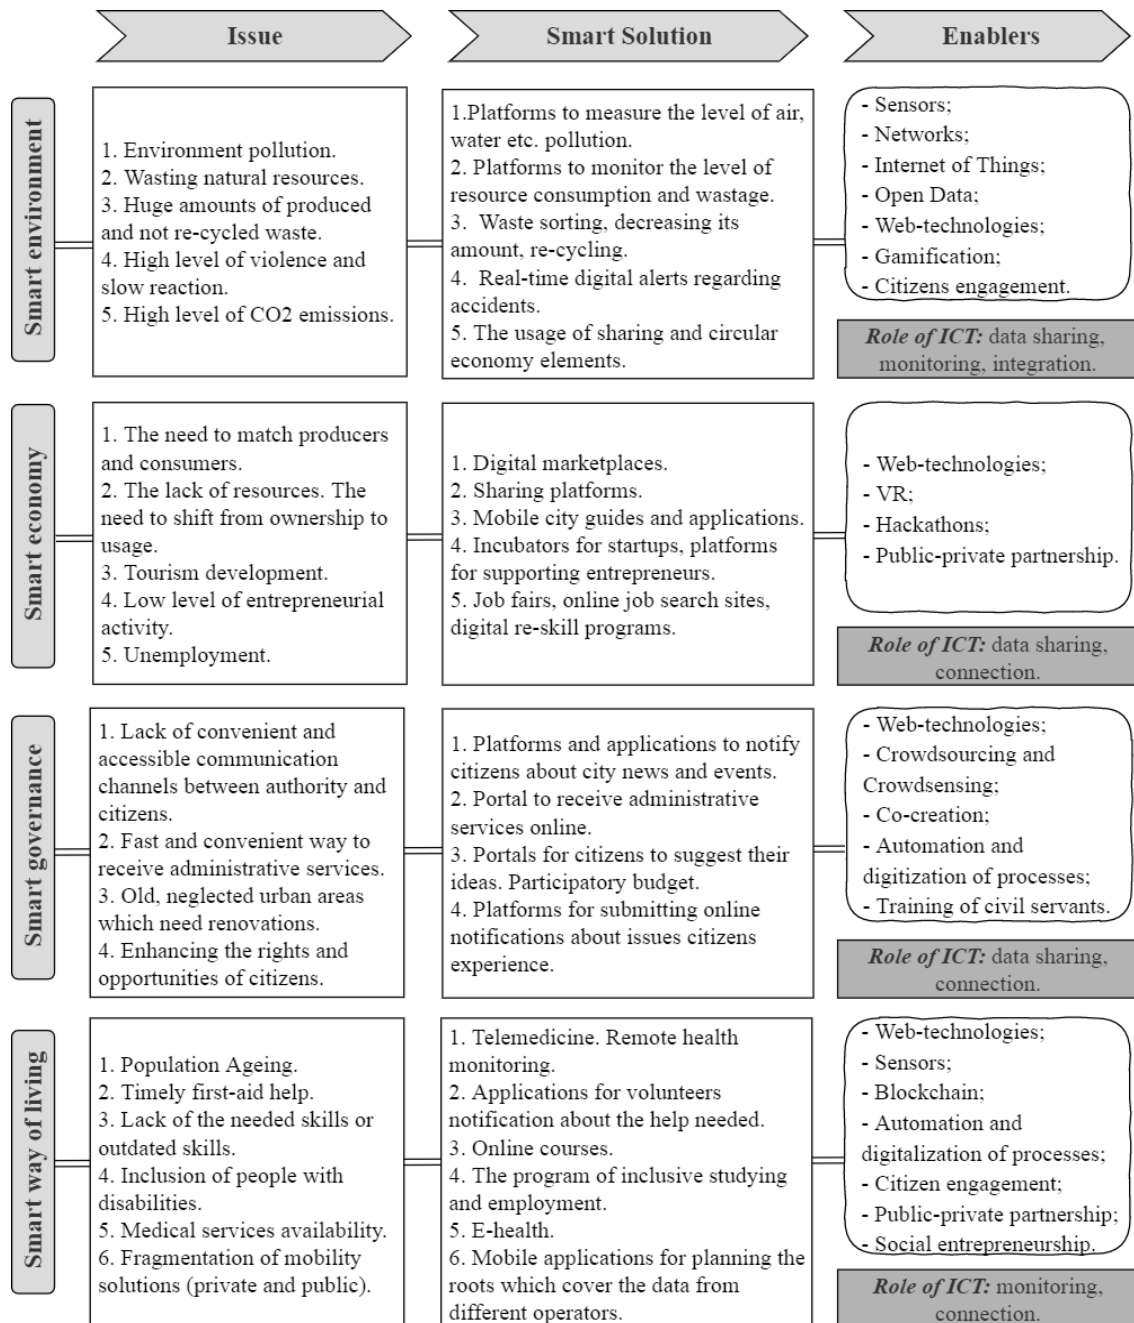 Issue
Smart Solution
Enablers
Smart environment
1. Environment pollution.
2. Wasting natural resources.
3. Huge amounts of produced
and not re-cycled waste.
4. High level of violence and
slow reaction.
5. High level of CO2 emissions.
1.Platforms to measure the level of air,
water etc. pollution.
2. Platforms to monitor the level of
resource consumption and wastage.
3. Waste sorting, decreasing its
amount, re-cycling.
4. Real-time digital alerts regarding
accidents.
5. The usage of sharing and circular
economy elements.
- Sensors;
- Networks;
- Internet of Things;
- Open Data;
- Web-technologies;
- Gamification;
- Citizens engagement.
Role of ICT: data sharing,
monitoring, integration.
Smart economy
1. The need to match producers
and consumers.
2. The lack of resources. The
need to shift from ownership to
usage.
3. Tourism development.
4. Low level of entrepreneurial
activity.
5. Unemployment.
1. Digital marketplaces.
2. Sharing platforms.
3. Mobile city guides and applications.
4. Incubators for startups, platforms
for supporting entrepreneurs.
5. Job fairs, online job search sites,
digital re-skill programs.
- Web-technologies;
- VR;
- Hackathons;
- Public-private partnership.
Role of ICT: data sharing,
connection.
Smart governance
1. Lack of convenient and
accessible communication
channels between authority and
citizens.
2. Fast and convenient way to
receive administrative services.
3. Old, neglected urban areas
which need renovations.
4. Enhancing the rights and
opportunities of citizens.
1. Platforms and applications to notify
citizens about city news and events.
2. Portal to receive administrative
services online.
3. Portals for citizens to suggest their
ideas. Participatory budget.
4. Platforms for submitting online
notifications about issues citizens
experience.
- Web-technologies;
- Crowdsourcing and
Crowdsensing;
- Co-creation;
- Automation and
digitization of processes;
- Training of civil servants.
Role of ICT: data sharing,
connection.
Smart way of living
1. Population Ageing.
2. Timely first-aid help.
3. Lack of the needed skills or
outdated skills.
4. Inclusion of people with
disabilities.
5. Medical services availability.
6. Fragmentation of mobility
solutions (private and public).
1. Telemedicine. Remote health
monitoring.
2. Applications for volunteers
notification about the help needed.
3. Online courses.
4. The program of inclusive studying
and employment.
5. E-health.
6. Mobile applications for planning the
roots which cover the data from
different operators.
- Web-technologies;
- Sensors;
- Blockchain;
- Automation and
digitalization of processes;
- Citizen engagement;
- Public-private partnership;
- Social entrepreneurship.
Role of ICT: monitoring,
connection.